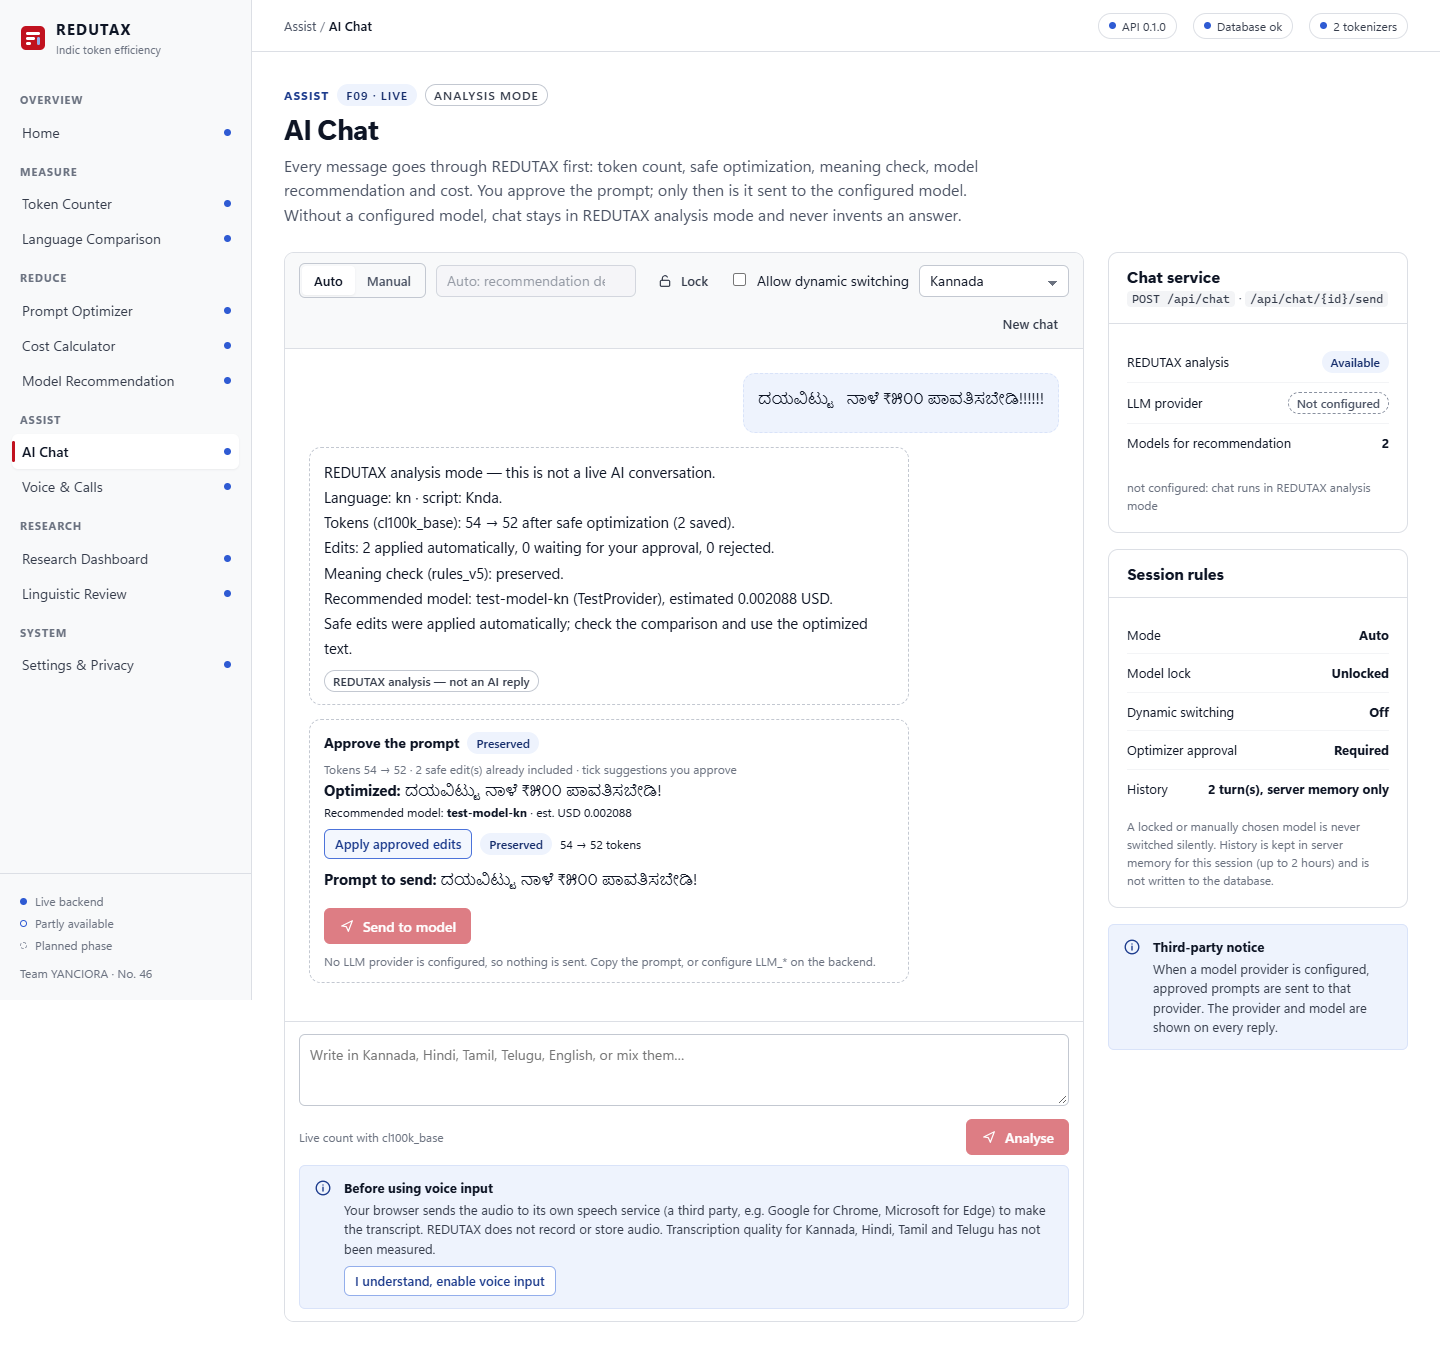 REDUTAX
Indic token efficiency
OVERVIEW
Home
MEASURE
Token Counter
Language Comparison
REDUCE
Prompt Optimizer
Cost Calculator
Model Recommendation
ASSIST
AI Chat
Voice & Calls
RESEARCH
Research Dashboard
Linguistic Review
SYSTEM
Settings & Privacy
Live backend
Partly available
Planned phase
Team YANCIORA · No. 46
Assist / AI Chat
API 0.1.0
Database ok
2 tokenizers
ASSIST F09 · LIVE ANALYSIS MODE
AI Chat
Every message goes through REDUTAX first: token count, safe optimization, meaning check, model
recommendation and cost. You approve the prompt; only then is it sent to the configured model.
Without a configured model, chat stays in REDUTAX analysis mode and never invents an answer.
Auto Manual Auto: recommendation de Lock Allow dynamic switching Kannada
New chat
ದಯವಿಟ್ಟು ನಾಳೆ ₹೫00 ಪಾವತಿಸಬೇಡಿ!!!!!!
REDUTAX analysis mode — this is not a live AI conversation.
Language: kn · script: Knda.
Tokens (cl100k_base): 54 → 52 after safe optimization (2 saved).
Edits: 2 applied automatically, 0 waiting for your approval, 0 rejected.
Meaning check (rules_v5): preserved.
Recommended model: test-model-kn (TestProvider), estimated 0.002088 USD.
Safe edits were applied automatically; check the comparison and use the optimized
text.
REDUTAX analysis — not an AI reply
Approve the prompt Preserved
Tokens 54 → 52 · 2 safe edit(s) already included · tick suggestions you approve
Optimized: ದಯವಿಟ್ಟು ನಾಳೆ ₹೫00 ಪಾವತಿಸಬೇಡಿ!
Recommended model: test-model-kn · est. USD 0.002088
Apply approved edits Preserved 54 → 52 tokens
Prompt to send: ದಯವಿಟ್ಟು ನಾಳೆ ₹೫00 ಪಾವತಿಸಬೇಡಿ!
Send to model
No LLM provider is configured, so nothing is sent. Copy the prompt, or configure LLM_* on the backend.
Write in Kannada, Hindi, Tamil, Telugu, English, or mix them...
Live count with cl100k_base
Analyse
Before using voice input
Your browser sends the audio to its own speech service (a third party, e.g. Google for Chrome, Microsoft for Edge) to make
the transcript. REDUTAX does not record or store audio. Transcription quality for Kannada, Hindi, Tamil and Telugu has not
been measured.
I understand, enable voice input
Chat service
POST /api/chat · /api/chat/{id}/send
REDUTAX analysis Available
LLM provider Not configured
Models for recommendation 2
not configured: chat runs in REDUTAX analysis
mode
Session rules
Mode Auto
Model lock Unlocked
Dynamic switching Off
Optimizer approval Required
History 2 turn(s), server memory only
A locked or manually chosen model is never
switched silently. History is kept in server
memory for this session (up to 2 hours) and is
not written to the database.
Third-party notice
When a model provider is configured,
approved prompts are sent to that
provider. The provider and model are
shown on every reply.